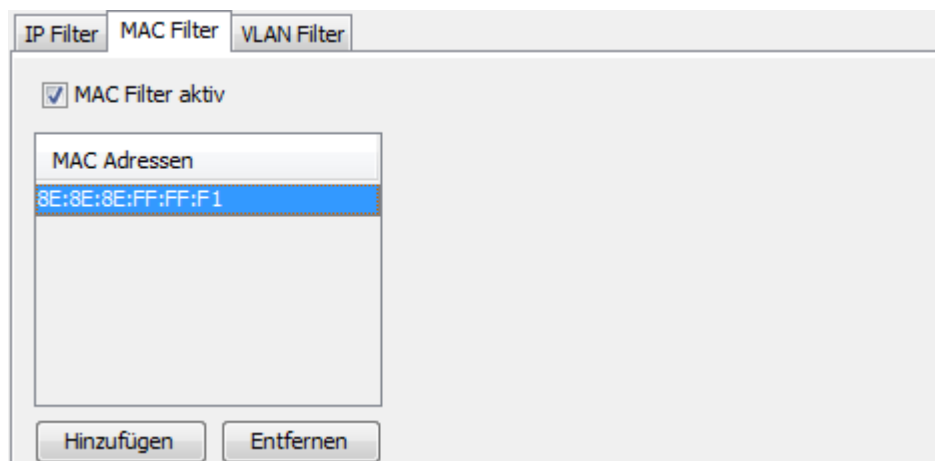 IP Filter MAC Filter VLAN Filter
MAC Filter aktiv
MAC Adressen
8E:8E:8E:FF:FF:F1
Hinzufügen Entfernen